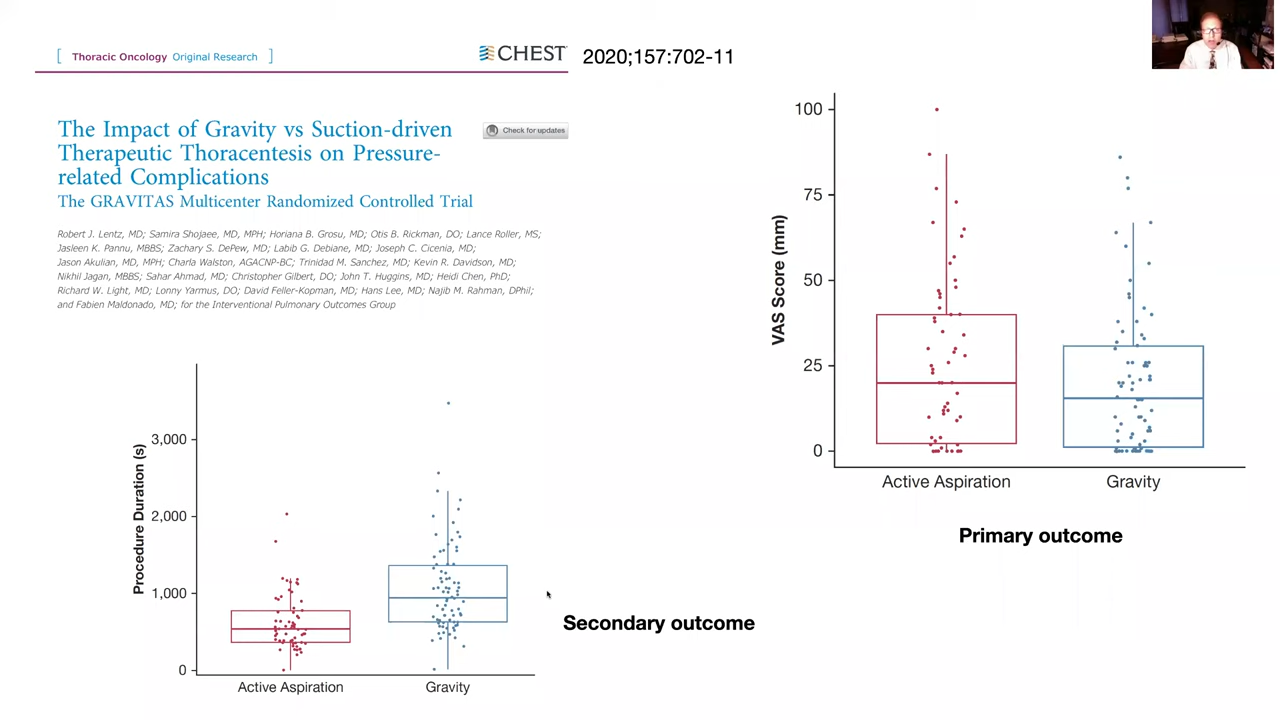 [ Thoracic Oncology Original Research ]
CHEST
2020;157:702-11
The Impact of Gravity vs Suction-driven
Therapeutic Thoracentesis on Pressure-
related Complications
Check for updates
The GRAVITAS Multicenter Randomized Controlled Trial
Robert J. Lentz, MD; Samira Shojaee, MD, MPH; Horiana B. Grosu, MD; Otis B. Rickman, DO; Lance Roller, MS;
Jasleen K. Pannu, MBBS; Zachary S. DePew, MD; Labib G. Debiane, MD; Joseph C. Cicenia, MD;
Jason Akulian, MD, MPH; Charla Walston, AGACNP-BC; Trinidad M. Sanchez, MD; Kevin R. Davidson, MD;
Nikhil Jagan, MBBS; Sahar Ahmad, MD; Christopher Gilbert, DO; John T. Huggins, MD; Heidi Chen, PhD;
Richard W. Light, MD; Lonny Yarmus, DO; David Feller-Kopman, MD; Hans Lee, MD; Najib M. Rahman, DPhil;
and Fabien Maldonado, MD; for the Interventional Pulmonary Outcomes Group
Procedure Duration (s)
3,000
2,000
1,000
0
Active Aspiration
Gravity
Secondary outcome
VAS Score (mm)
100
75
50
25
0
Active Aspiration
Gravity
Primary outcome